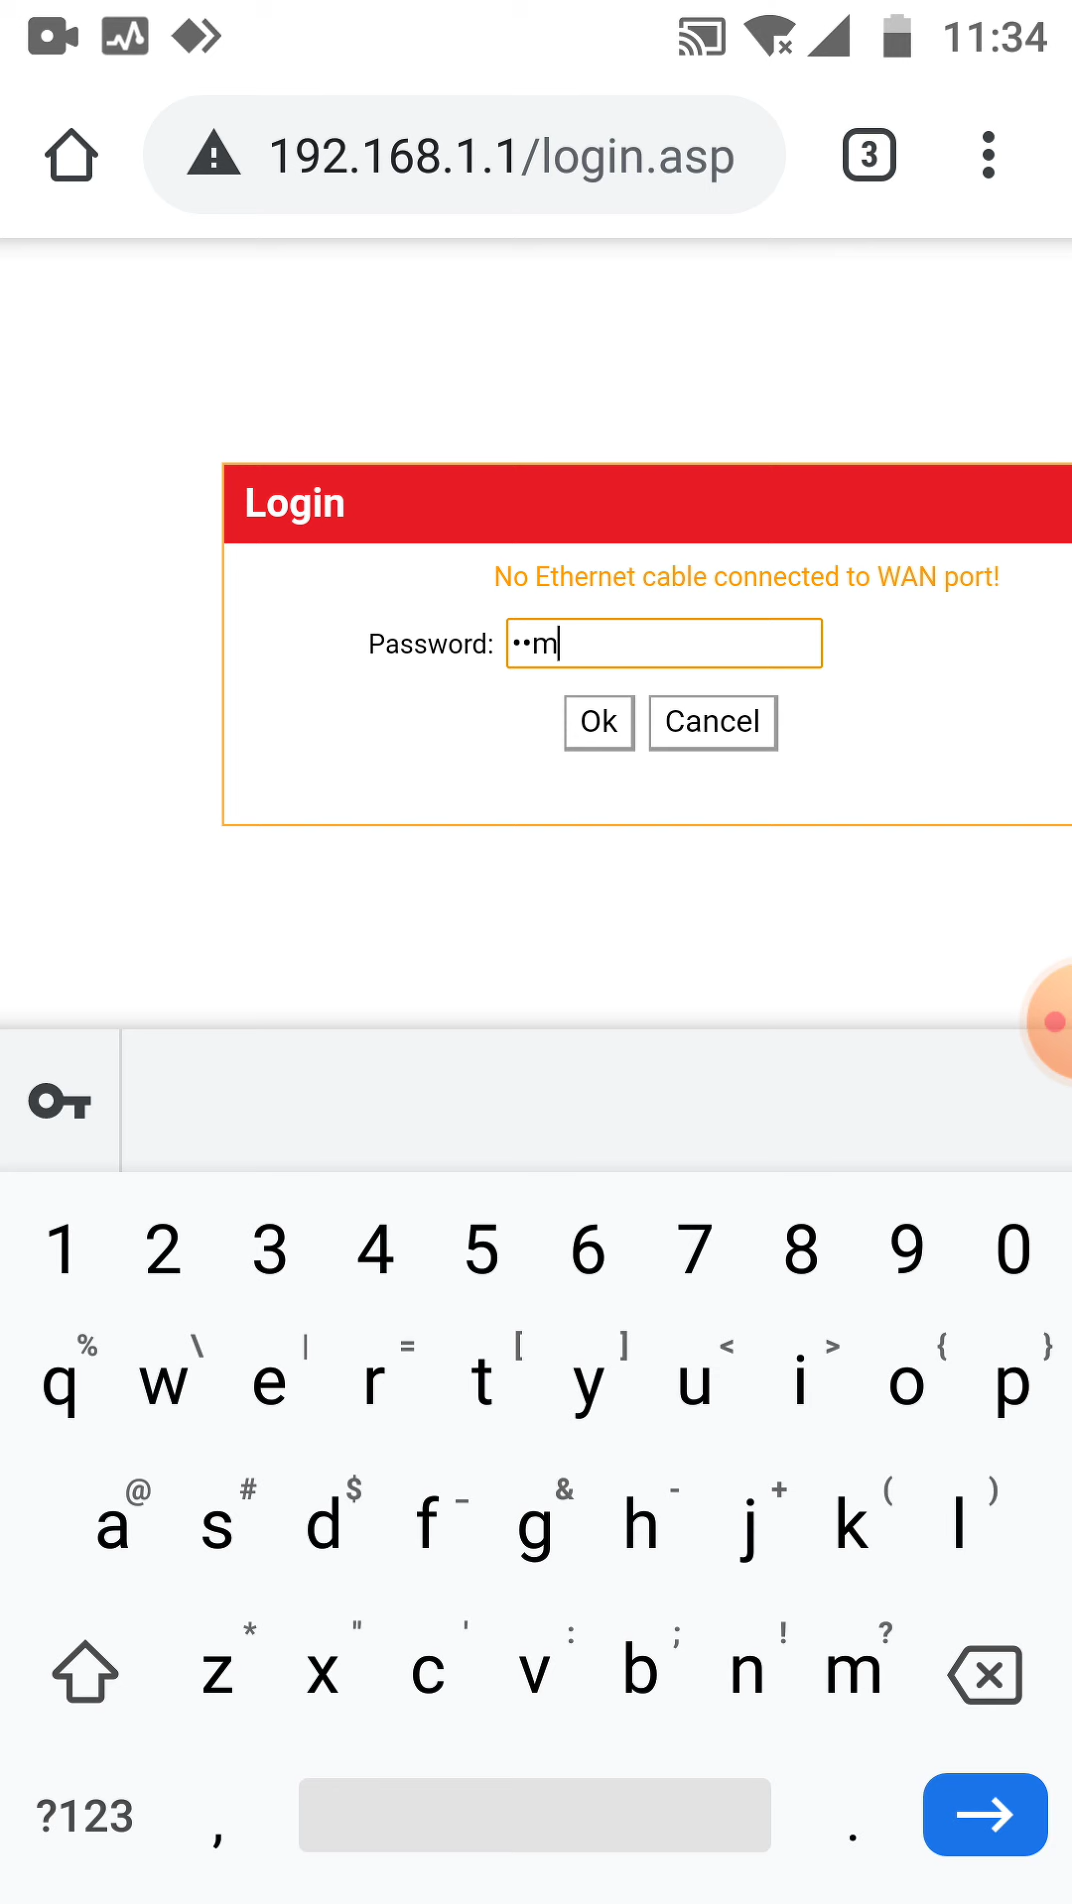 11:34
192.168.1.1/login.asp 3
Login
No Ethernet cable connected to WAN port!
Password: ••m
Ok Cancel
1 2 3 4 5 6 7 8 9 0
% \ | = [ ] < > { }
q w e r t y u i o p
@ # $ _ & - + ( )
a s d f g h j k l
* " ' : ; ! ?
z x c v b n m
?123 , .